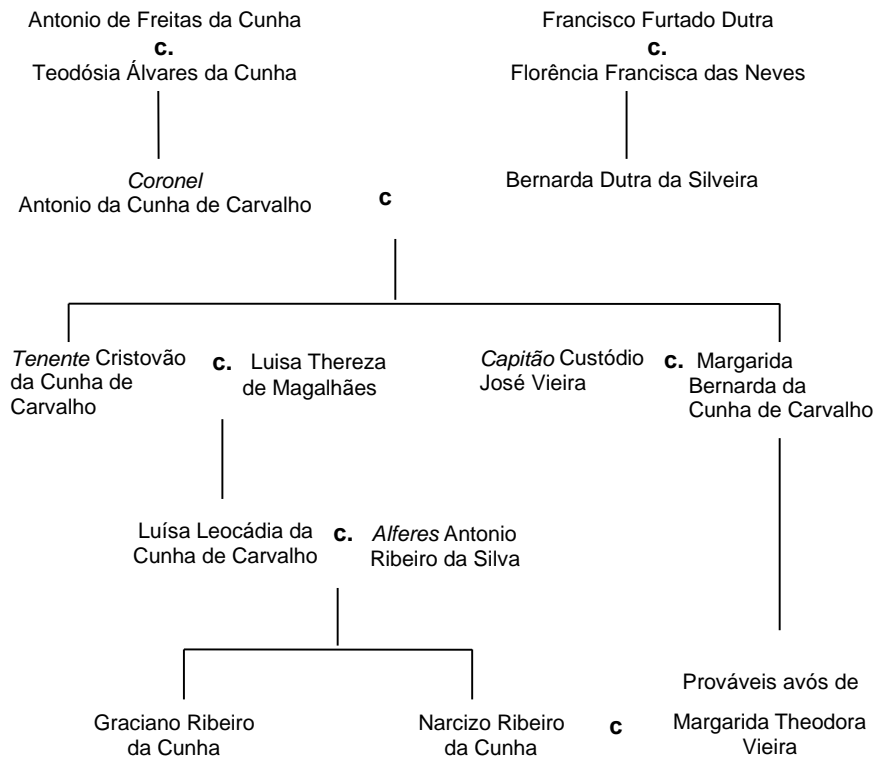 Antonio de Freitas da Cunha
c.
Teodósia Álvares da Cunha
Francisco Furtado Dutra
c.
Florência Francisca das Neves
Coronel
Antonio da Cunha de Carvalho
c
Bernarda Dutra da Silveira
Tenente Cristovão
da Cunha de
Carvalho
c.
Luisa Thereza
de Magalhães
Capitão Custódio
José Vieira
c.
Margarida
Bernarda da
Cunha de Carvalho
Luísa Leocádia da
Cunha de Carvalho
c.
Alferes Antonio
Ribeiro da Silva
Graciano Ribeiro
da Cunha
Narcizo Ribeiro
da Cunha
c
Prováveis avós de
Margarida Theodora
Vieira